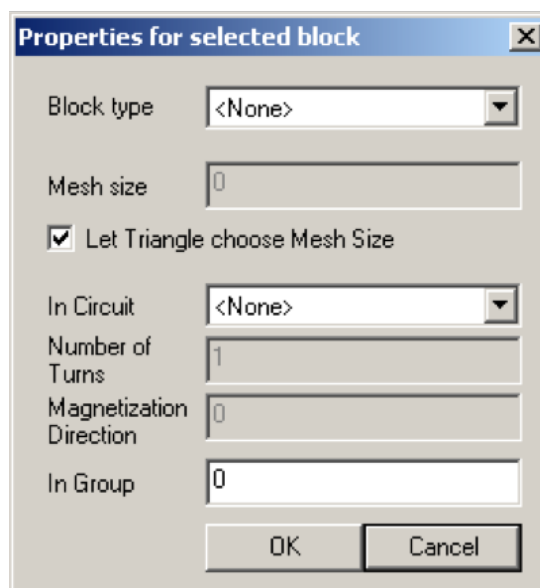 Properties for selected block
Block type <None>
Mesh size 0
Let Triangle choose Mesh Size
In Circuit <None>
Number of
Turns 1
Magnetization
Direction 0
In Group 0
OK Cancel